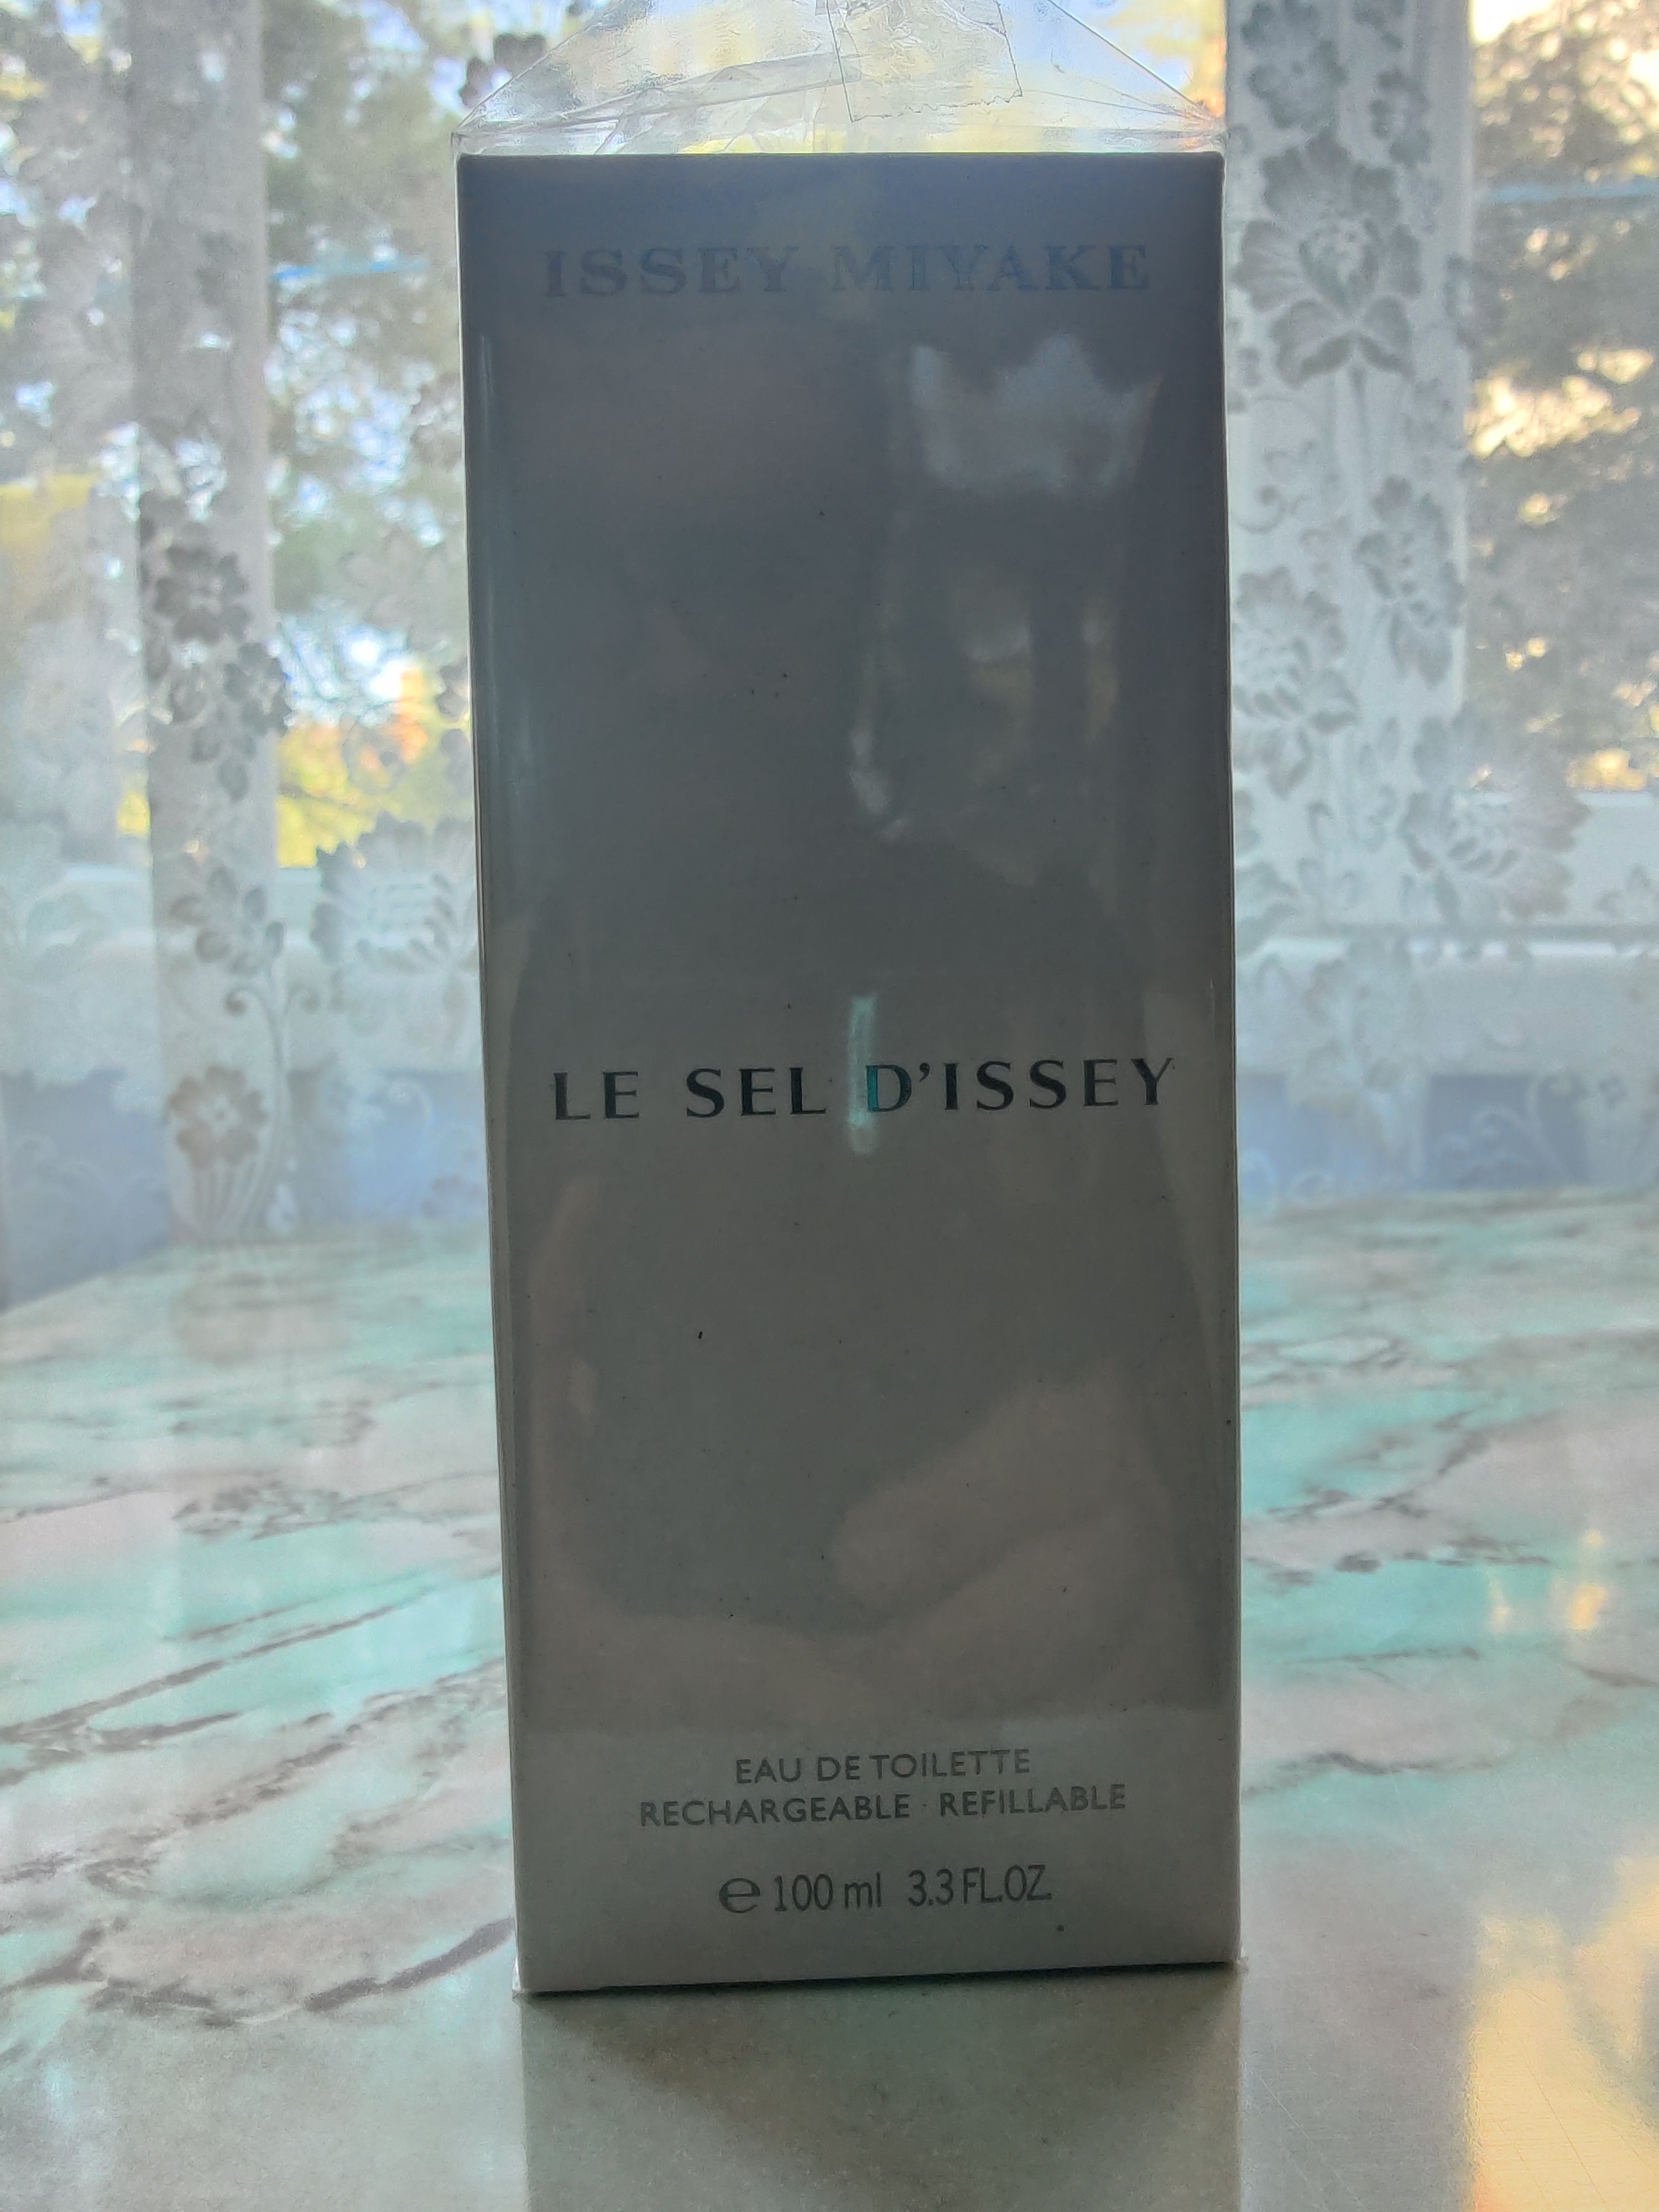 ISSEY MIYAKE
LE SEL D'ISSEY
EAU DE TOILETTE
RECHARGEABLE · REFILLABLE
℮ 100 ml 3.3 FL.OZ.